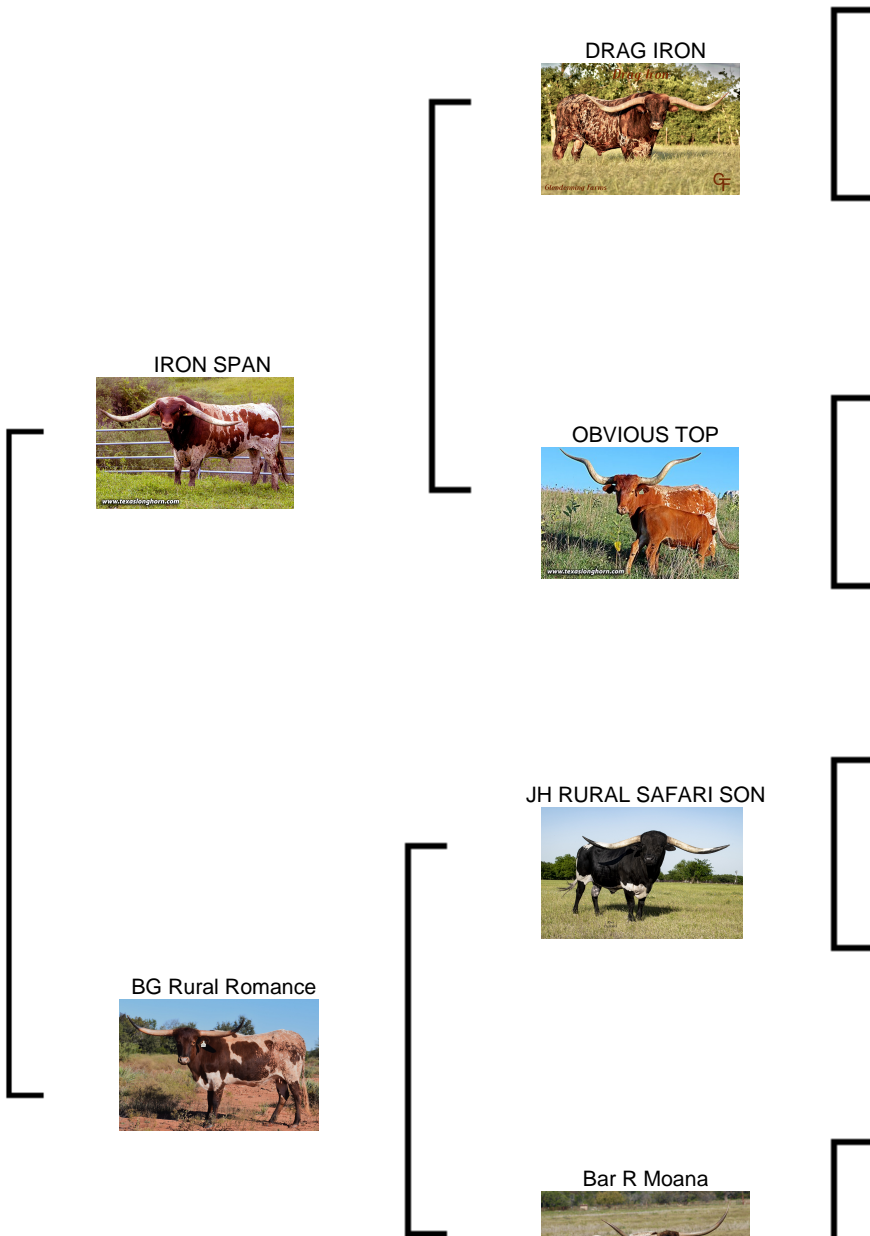 DRAG IRON
Drag Iron
Glendenning Farms
GF
IRON SPAN
www.texaslonghorn.com
OBVIOUS TOP
www.texaslonghorn.com
JH RURAL SAFARI SON
BG Rural Romance
Bar R Moana